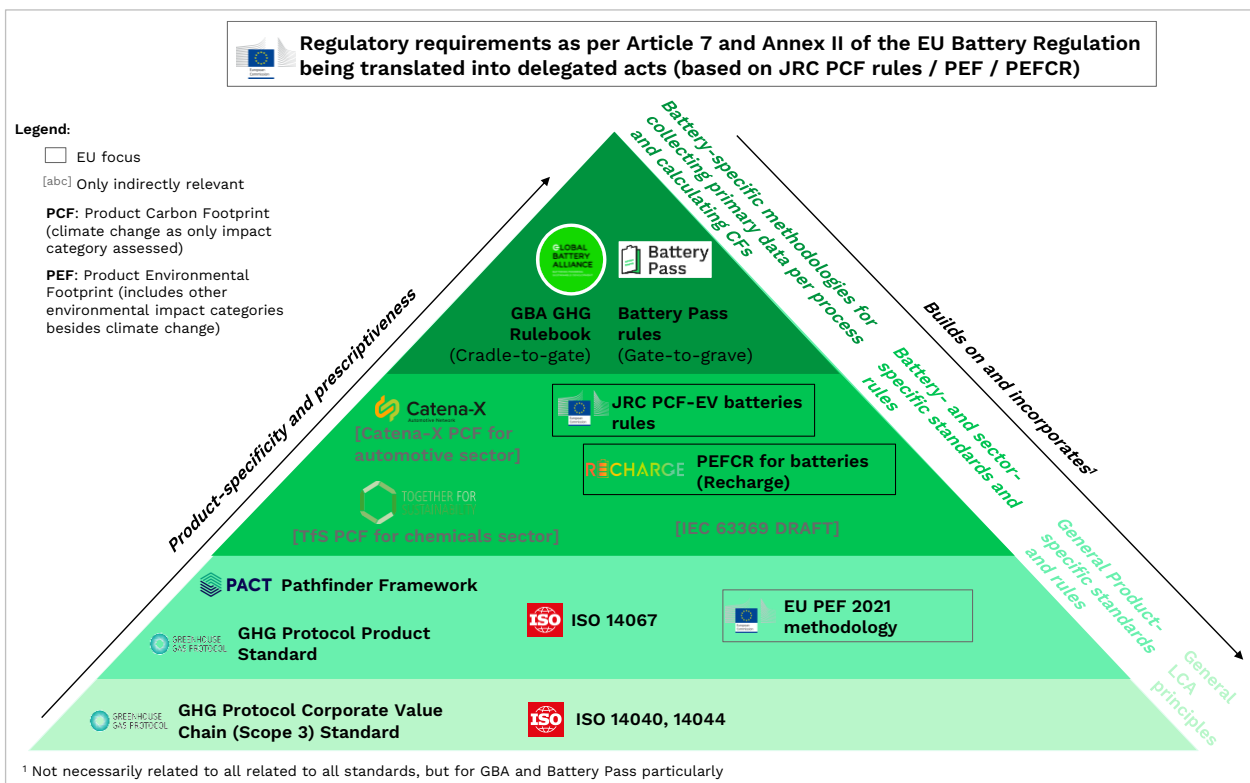 Regulatory requirements as per Article 7 and Annex II of the EU Battery Regulation
being translated into delegated acts (based on JRC PCF rules / PEF / PEFCR)
Legend:
EU focus
[abc] Only indirectly relevant
PCF: Product Carbon Footprint
(climate change as only impact
category assessed)
PEF: Product Environmental
Footprint (includes other
environmental impact categories
besides climate change)
Product-specificity and prescriptiveness
Builds on and incorporates¹
Battery-specific methodologies for
collecting primary data per process
and calculating CFs
GLOBAL
BATTERY
ALLIANCE
Battery
Pass
GBA GHG
Rulebook
(Cradle-to-gate)
Battery Pass
rules
(Gate-to-grave)
Battery- and sector-
specific standards and
rules
Catena-X
Automotive Network
[Catena-X PCF for
automotive sector]
JRC PCF-EV batteries
rules
RECHARGE
PEFCR for batteries
(Recharge)
TOGETHER FOR
SUSTAINABILITY
[TfS PCF for chemicals sector]
[IEC 63369 DRAFT]
General Product-
specific standards
and rules
PACT Pathfinder Framework
GREENHOUSE
GAS PROTOCOL
GHG Protocol Product
Standard
ISO
ISO 14067
European
Commission
EU PEF 2021
methodology
General
LCA
principles
GREENHOUSE
GAS PROTOCOL
GHG Protocol Corporate Value
Chain (Scope 3) Standard
ISO
ISO 14040, 14044
¹ Not necessarily related to all related to all standards, but for GBA and Battery Pass particularly